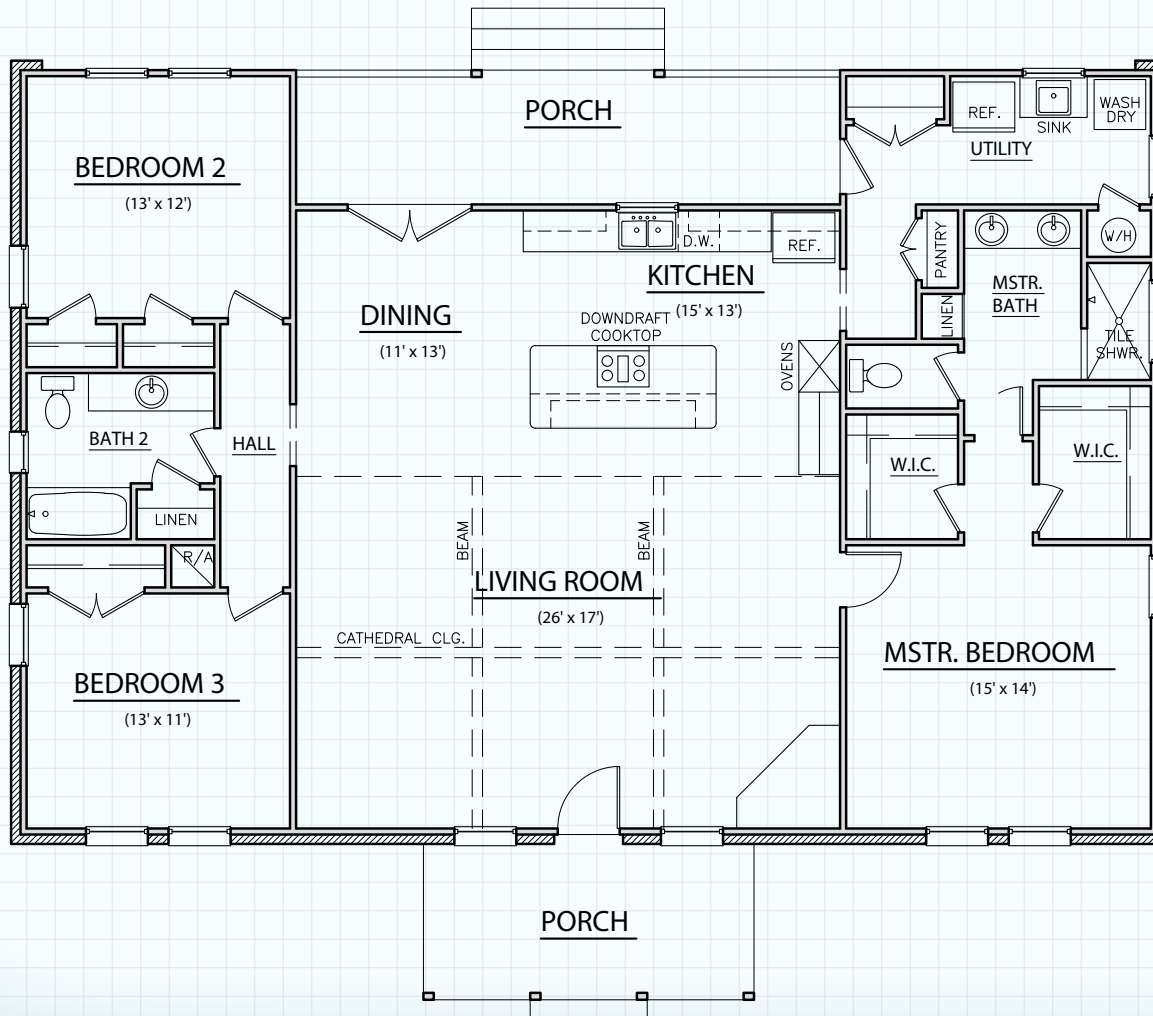 PORCH
WASH
DRY
REF.
SINK
UTILITY
BEDROOM 2
(13' x 12')
D.W.
REF.
PANTRY
W/H
KITCHEN
(15' x 13')
MSTR.
BATH
LINEN
DINING
(11' x 13')
DOWNDRAFT
COOKTOP
TILE
SHWR.
OVENS
BATH 2
HALL
W.I.C.
W.I.C.
LINEN
BEAM
BEAM
R/A
LIVING ROOM
(26' x 17')
CATHEDRAL CLG.
MSTR. BEDROOM
(15' x 14')
BEDROOM 3
(13' x 11')
PORCH